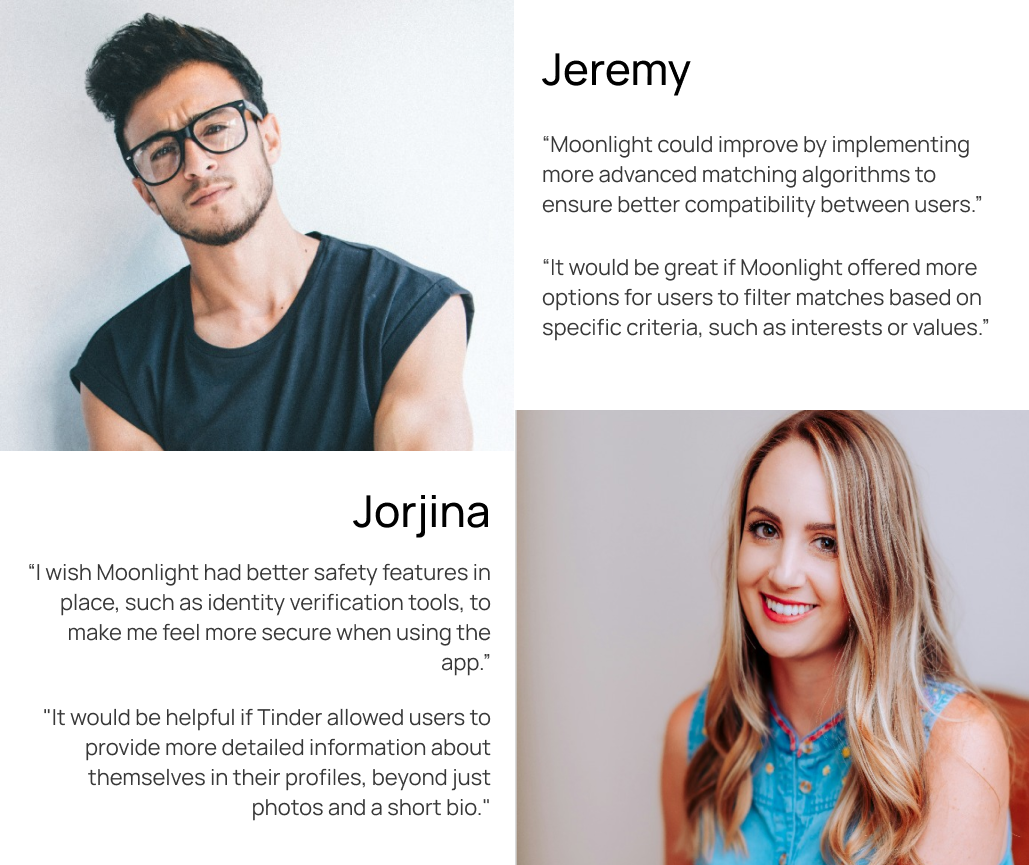 Jeremy
“Moonlight could improve by implementing
more advanced matching algorithms to
ensure better compatibility between users.”
“It would be great if Moonlight offered more
options for users to filter matches based on
specific criteria, such as interests or values.”
Jorjina
“I wish Moonlight had better safety features in
place, such as identity verification tools, to
make me feel more secure when using the
app.”
"It would be helpful if Tinder allowed users to
provide more detailed information about
themselves in their profiles, beyond just
photos and a short bio."